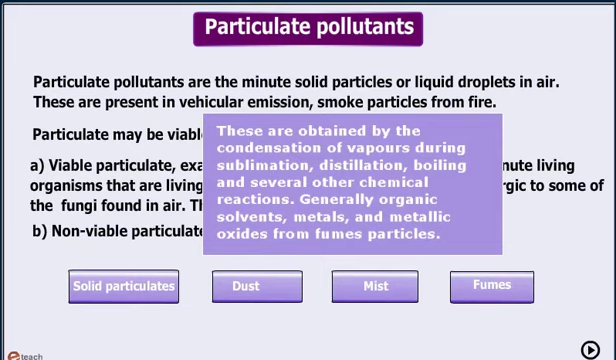 Particulate pollutants
Particulate pollutants are the minute solid particles or liquid droplets in air.
These are present in vehicular emission, smoke particles from fire.
Particulate may be viab
a) Viable particulate, exa nute living
organisms that are living rgic to some of
the fungi found in air. Th
b) Non-viable particulate
These are obtained by the
condensation of vapours during
sublimation, distillation, boiling
and several other chemical
reactions. Generally organic
solvents, metals, and metallic
oxides from fumes particles.
Solid particulates
Dust
Mist
Fumes
eteach